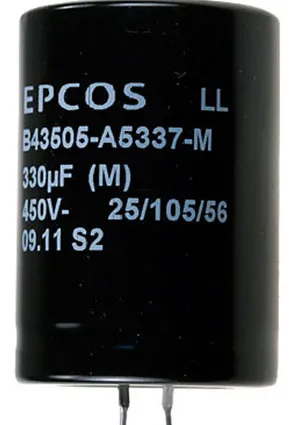 EPCOS LL
B43505-A5337-M
330µF (M)
450V- 25/105/56
09.11 S2